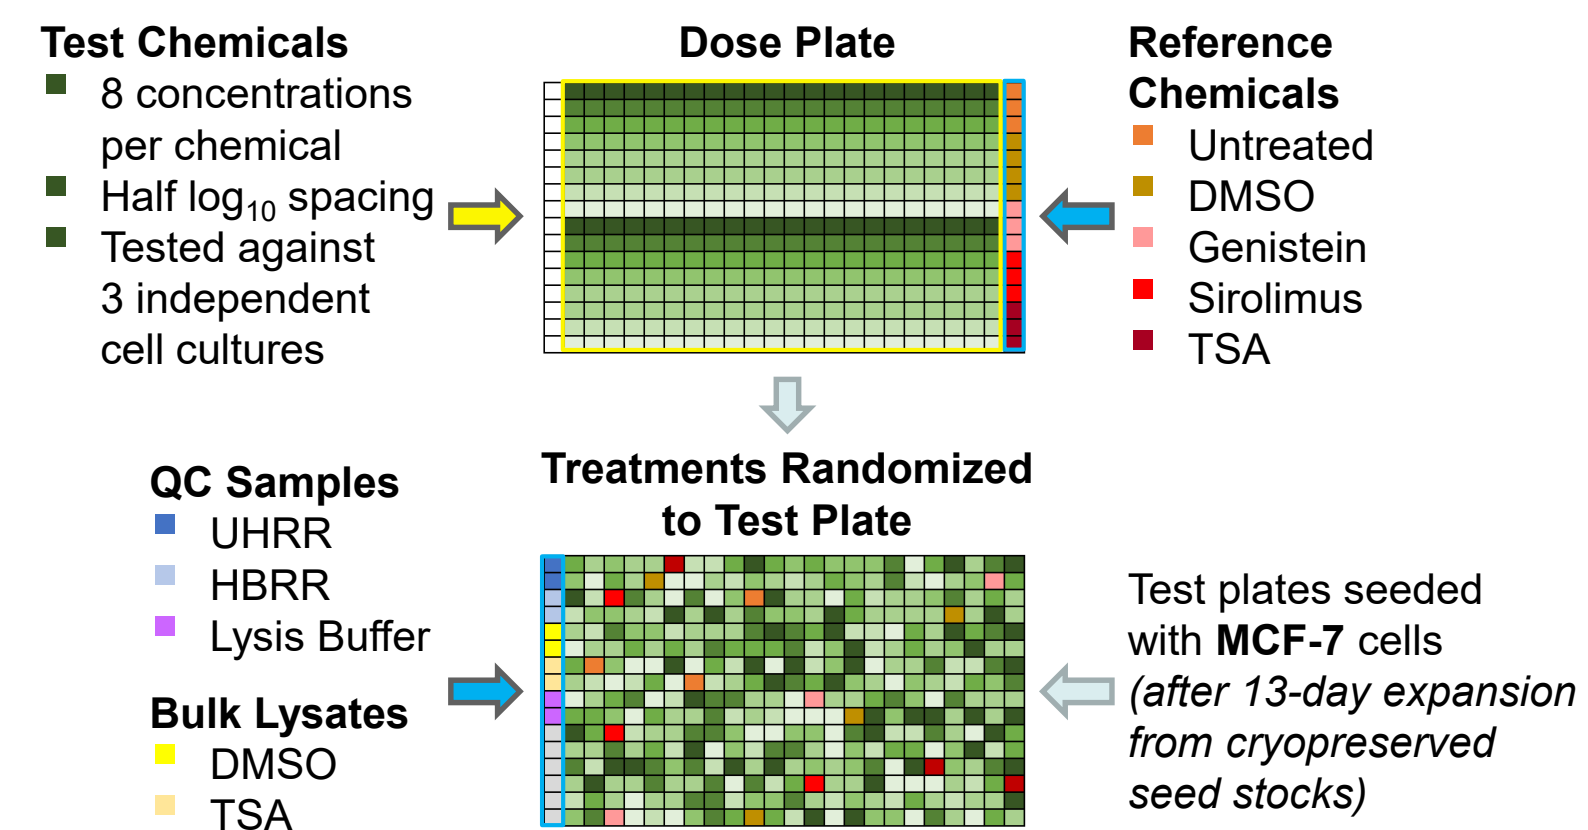 Test Chemicals
8 concentrations
per chemical
Half log10 spacing
Tested against
3 independent
cell cultures
Dose Plate
Reference
Chemicals
Untreated
DMSO
Genistein
Sirolimus
TSA
QC Samples
UHRR
HBRR
Lysis Buffer
Bulk Lysates
DMSO
TSA
Treatments Randomized
to Test Plate
Test plates seeded
with MCF-7 cells
(after 13-day expansion
from cryopreserved
seed stocks)